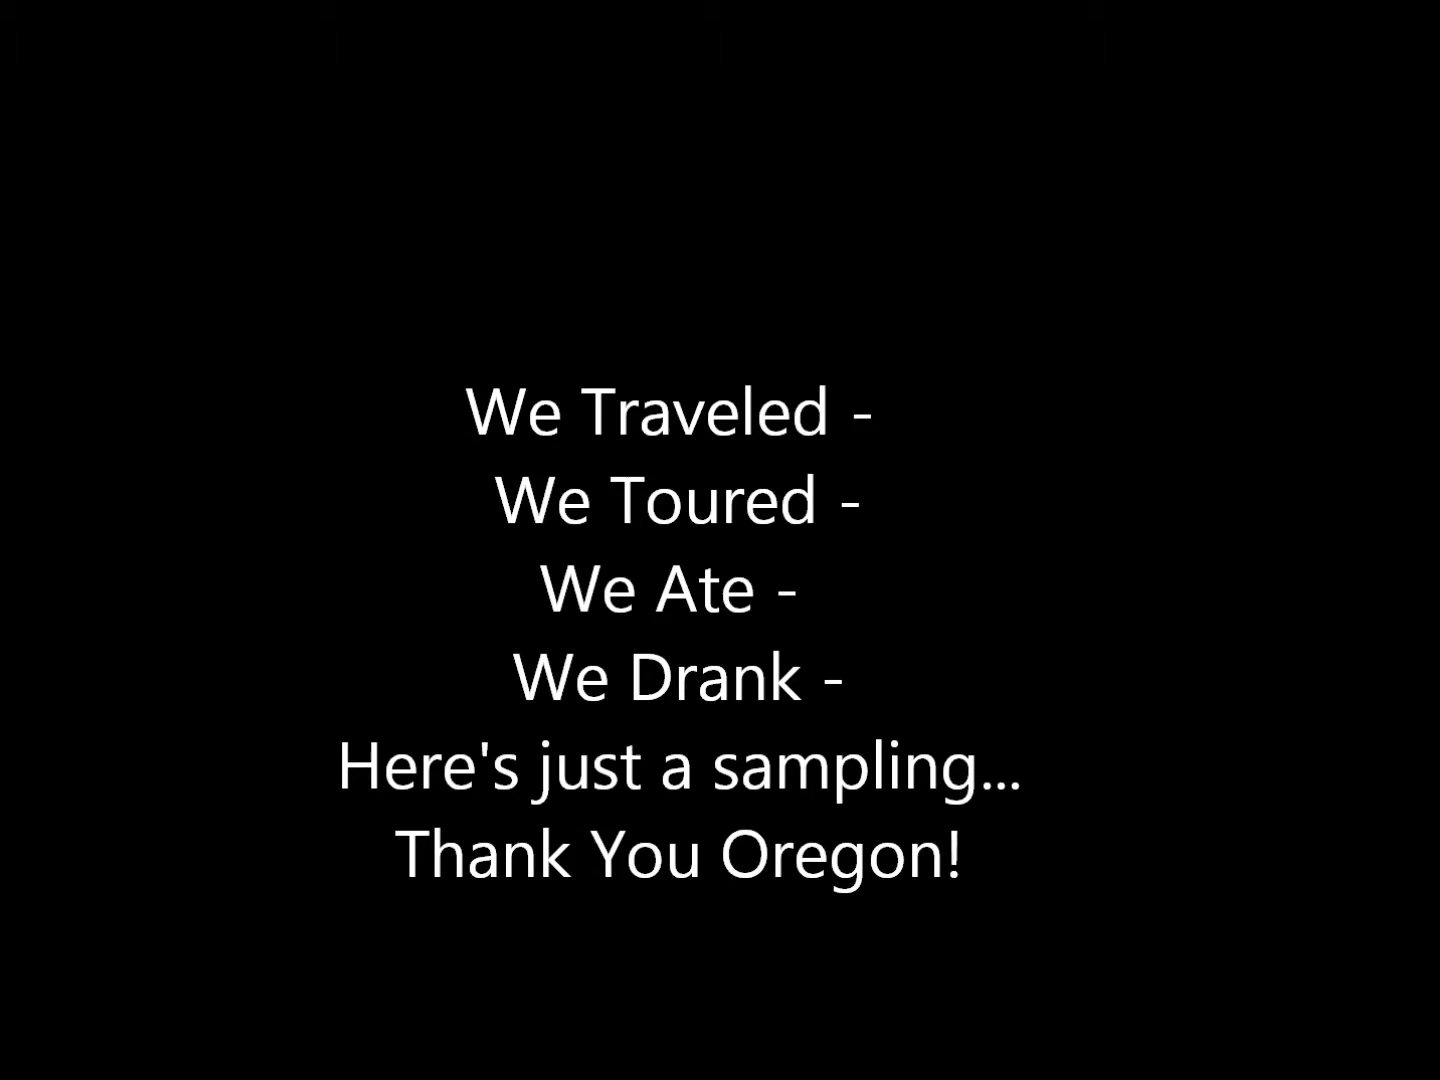 We Traveled -
We Toured -
We Ate -
We Drank -
Here's just a sampling...
Thank You Oregon!